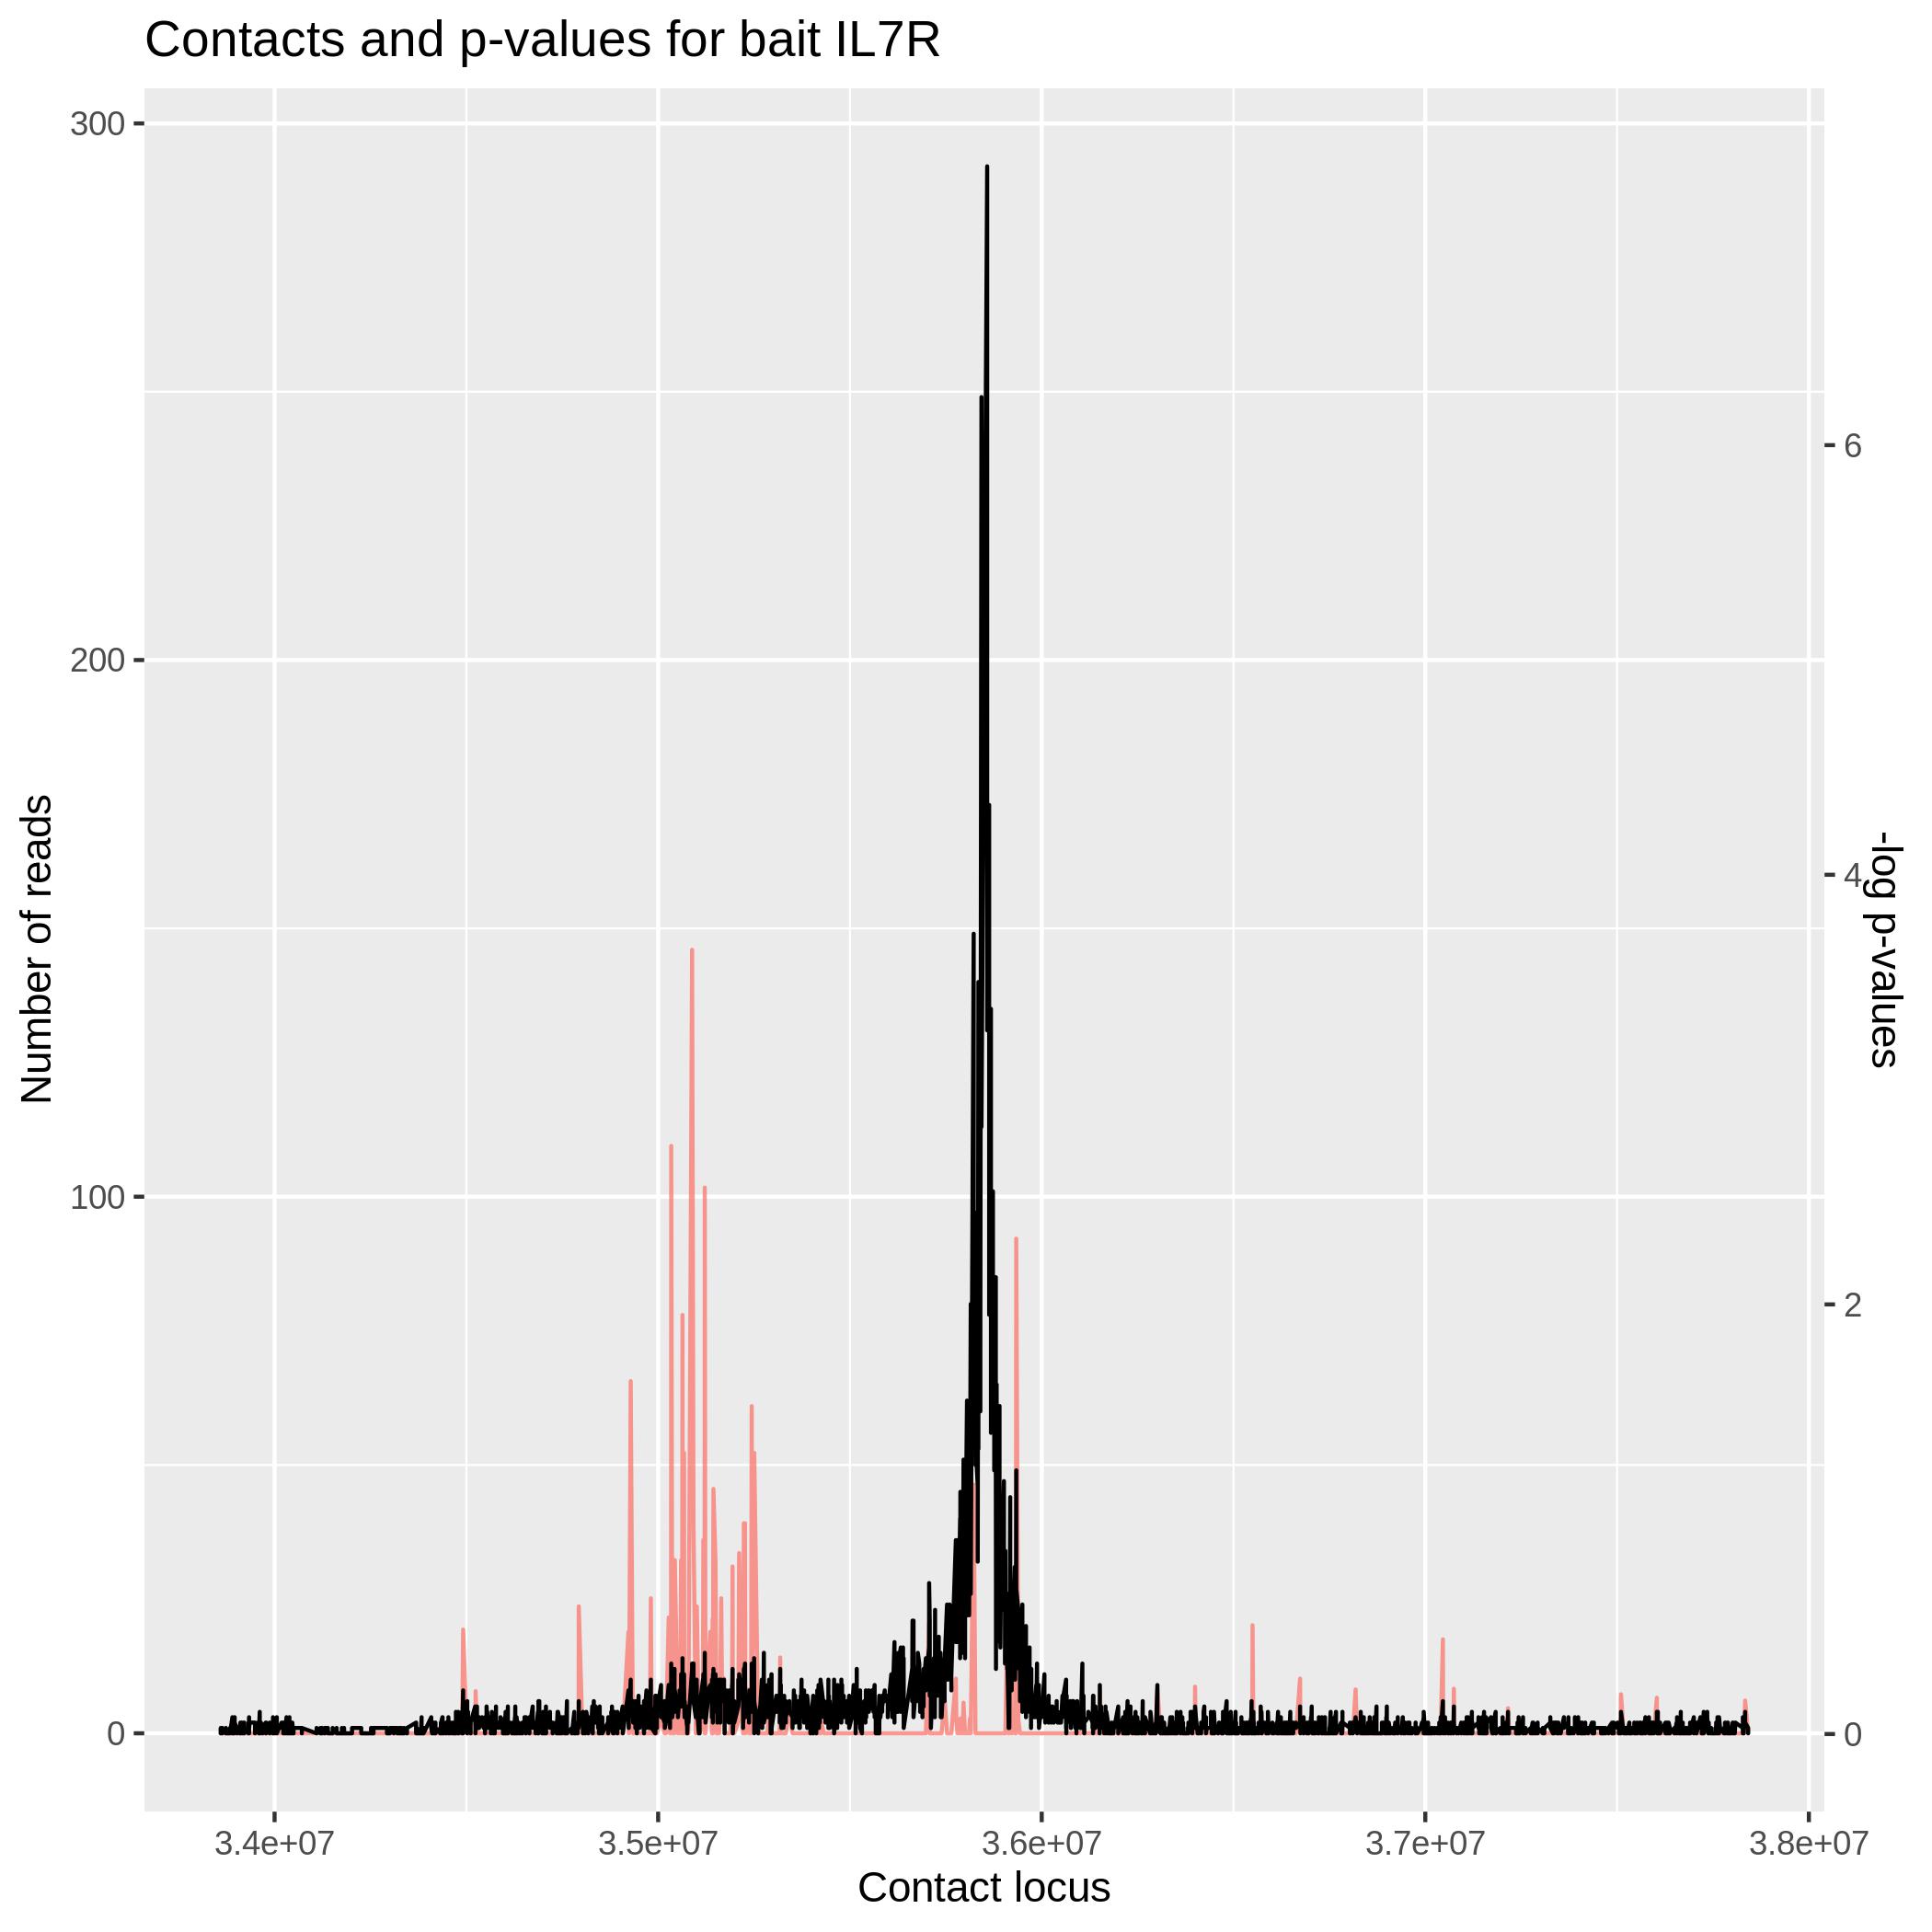 Contacts and p-values for bait IL7R
300
200
100
0
Number of reads
6
4
2
0
-log p-values
3.4e+07
3.5e+07
3.6e+07
3.7e+07
3.8e+07
Contact locus